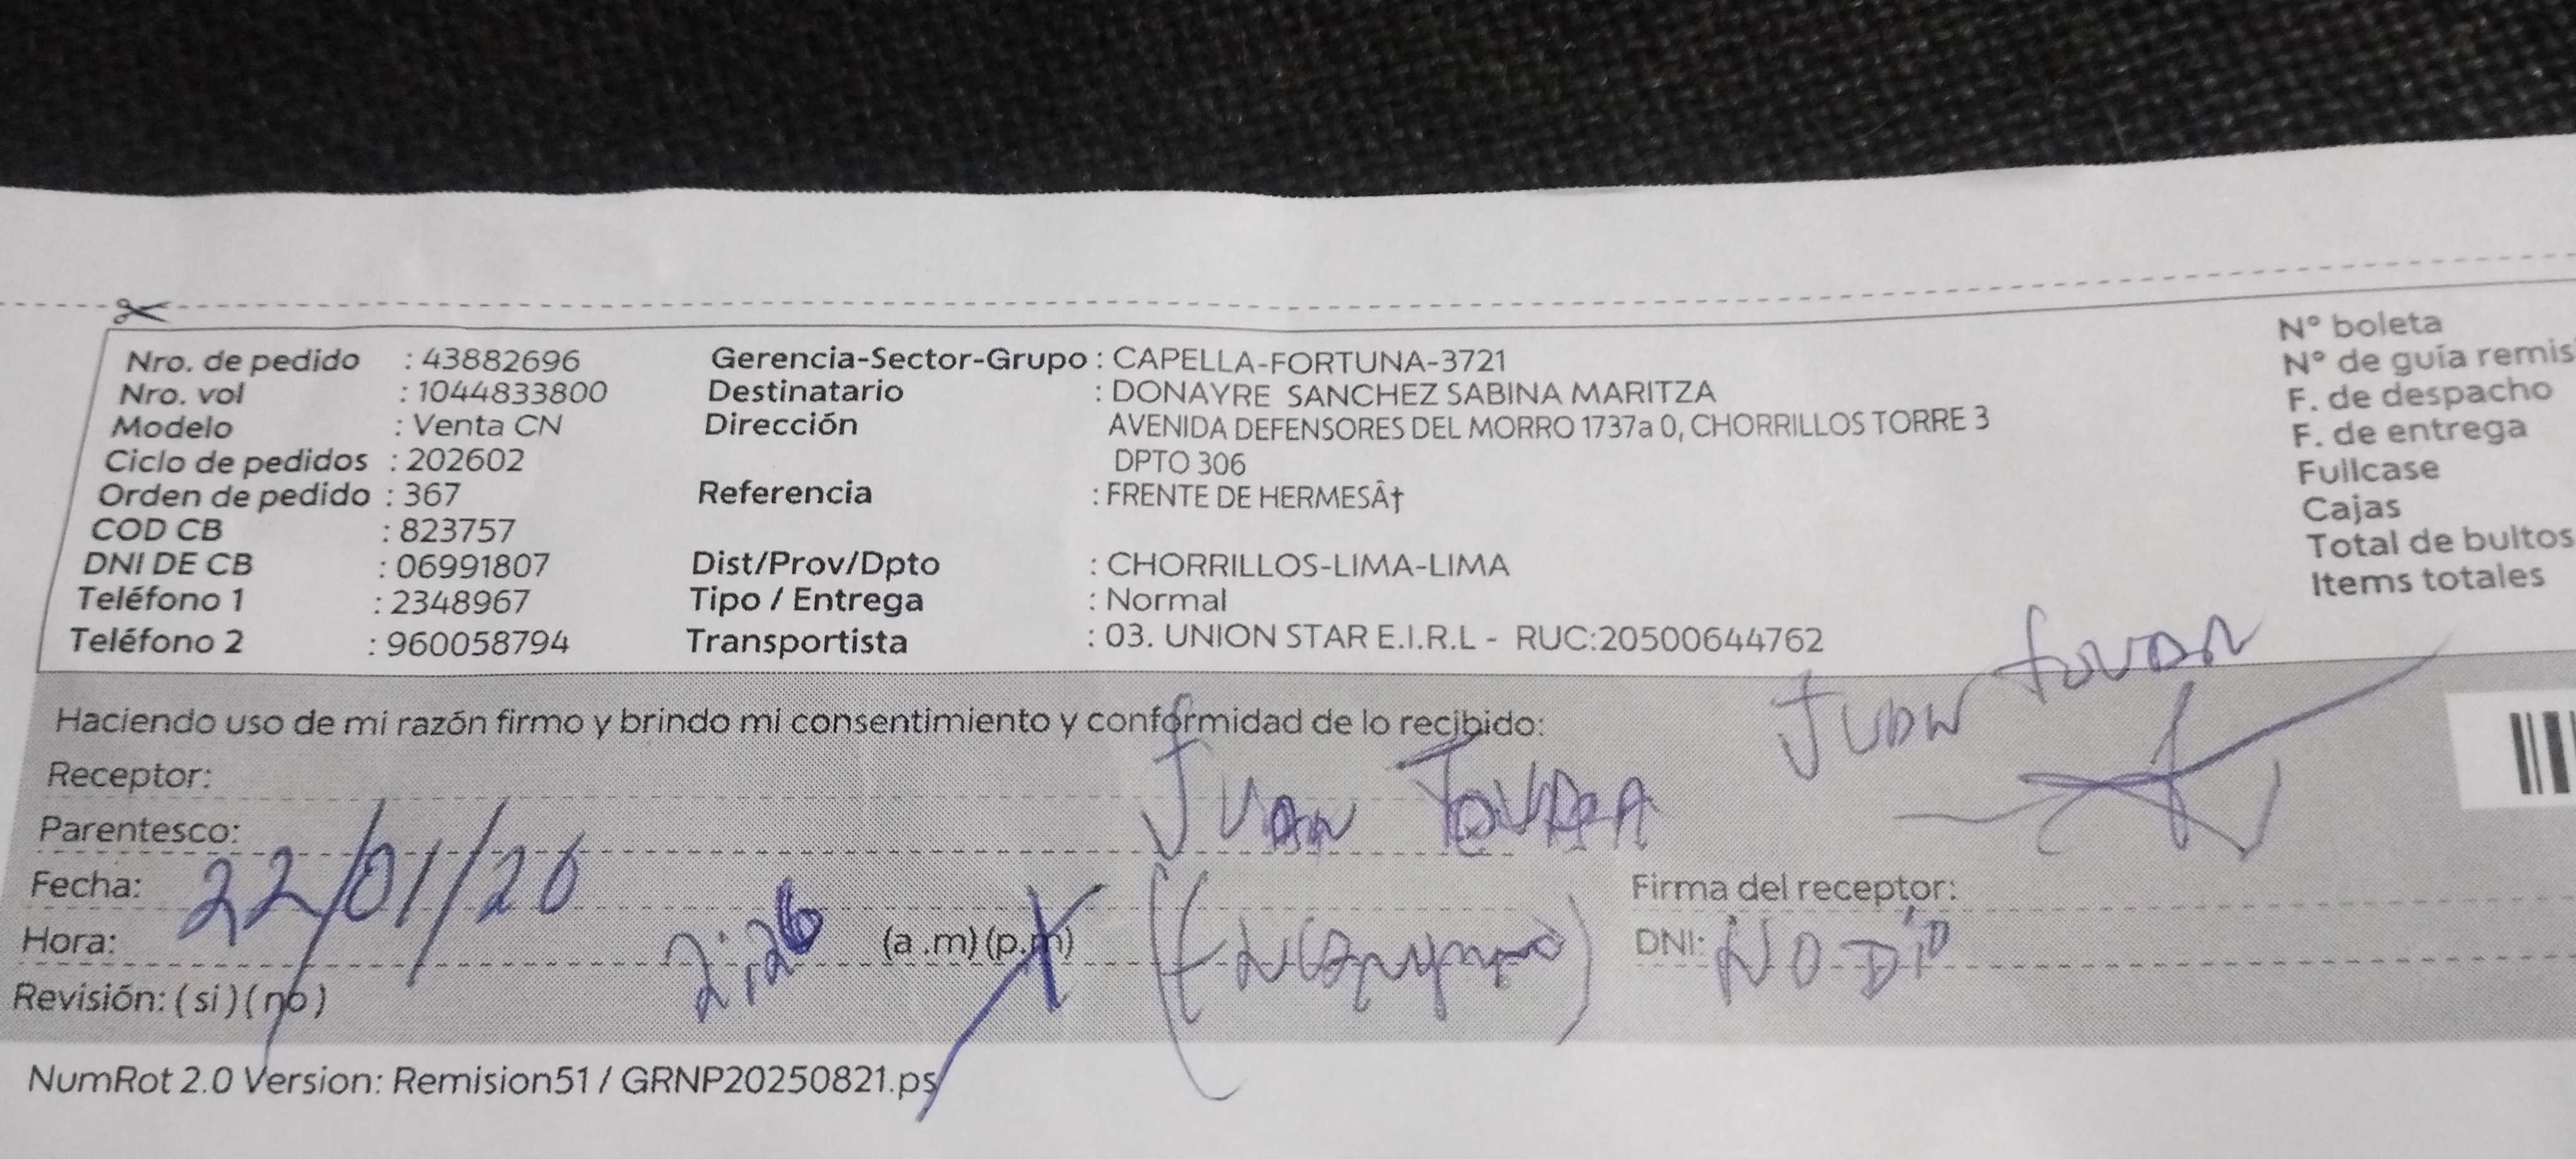 Nro. de pedido : 43882696
Nro. vol : 1044833800
Modelo : Venta CN
Ciclo de pedidos : 202602
Orden de pedido : 367
COD CB : 823757
DNI DE CB : 06991807
Teléfono 1 : 2348967
Teléfono 2 : 960058794
Gerencia-Sector-Grupo : CAPELLA-FORTUNA-3721
Destinatario : DONAYRE SANCHEZ SABINA MARITZA
Dirección AVENIDA DEFENSORES DEL MORRO 1737a 0, CHORRILLOS TORRE 3
DPTO 306
Referencia : FRENTE DE HERMESÂ†
Dist/Prov/Dpto : CHORRILLOS-LIMA-LIMA
Tipo / Entrega : Normal
Transportista : 03. UNION STAR E.I.R.L - RUC:20500644762
N° boleta
N° de guía remis
F. de despacho
F. de entrega
Fullcase
Cajas
Total de bultos
Items totales
Haciendo uso de mi razón firmo y brindo mi consentimiento y conformidad de lo recibido:
Juan
Receptor:
Juan
Parentesco:
Fecha: 22/01/26
Firma del receptor:
Hora: 2:26 (a .m) (p.m)
DNI: NO DIO
Revisión: ( si ) ( no )
NumRot 2.0 Version: Remision51 / GRNP20250821.ps